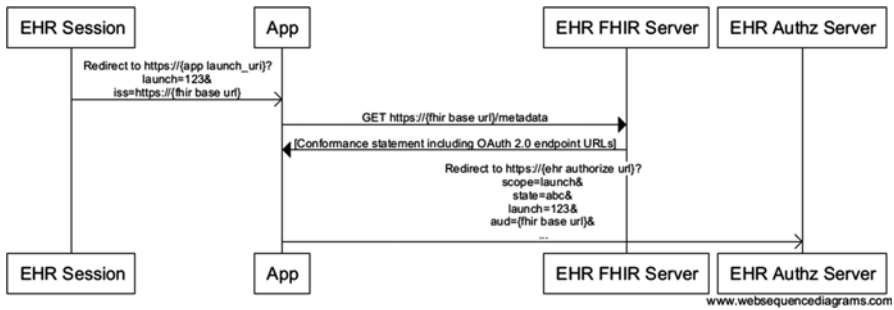 EHR Session
App
EHR FHIR Server
EHR Authz Server
Redirect to https://{app launch_uri}?
launch=123&
iss=https://{fhir base url}
GET https://{fhir base url}/metadata
[Conformance statement including OAuth 2.0 endpoint URLs]
Redirect to https://{ehr authorize url}?
scope=launch&
state=abc&
launch=123&
aud={fhir base url}&
...
EHR Session
App
EHR FHIR Server
EHR Authz Server
www.websequencediagrams.com